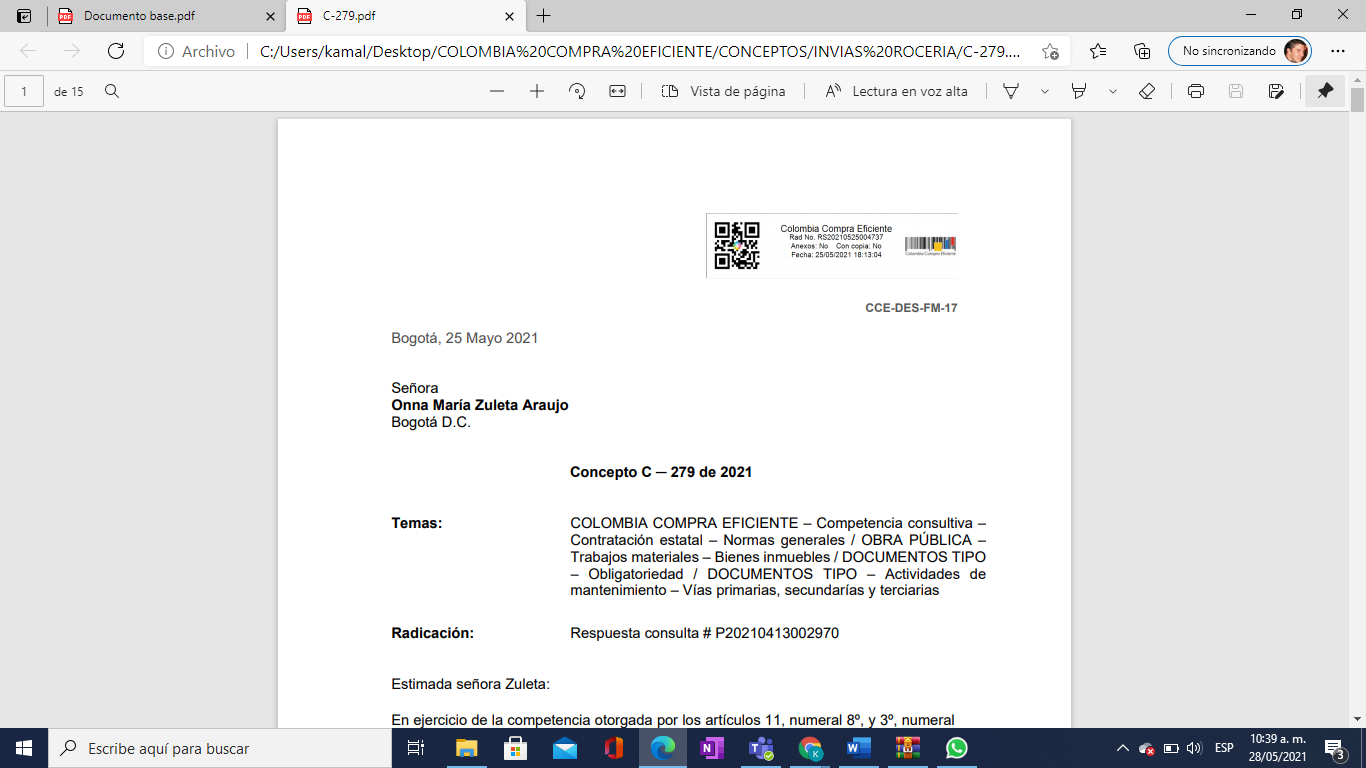 Documento base.pdf
C-279.pdf
Archivo
C:/Users/kamal/Desktop/COLOMBIA%20COMPRA%20EFICIENTE/CONCEPTOS/INVIAS%20ROCERIA/C-279....
No sincronizando
1
de 15
Vista de página
Lectura en voz alta
Colombia Compra Eficiente
Rad No. RS20210525004737
Anexos: No Con copia: No
Fecha: 25/05/2021 18:13:04
Colombia Compra Eficiente
CCE-DES-FM-17
Bogotá, 25 Mayo 2021
Señora
Onna María Zuleta Araujo
Bogotá D.C.
Concepto C ─ 279 de 2021
Temas:
COLOMBIA COMPRA EFICIENTE – Competencia consultiva –
Contratación estatal – Normas generales / OBRA PÚBLICA –
Trabajos materiales – Bienes inmuebles / DOCUMENTOS TIPO
– Obligatoriedad / DOCUMENTOS TIPO – Actividades de
mantenimiento – Vías primarias, secundarías y terciarias
Radicación:
Respuesta consulta # P20210413002970
Estimada señora Zuleta:
En ejercicio de la competencia otorgada por los artículos 11, numeral 8º, y 3º, numeral
Escribe aquí para buscar
ESP
10:39 a. m.
28/05/2021
3